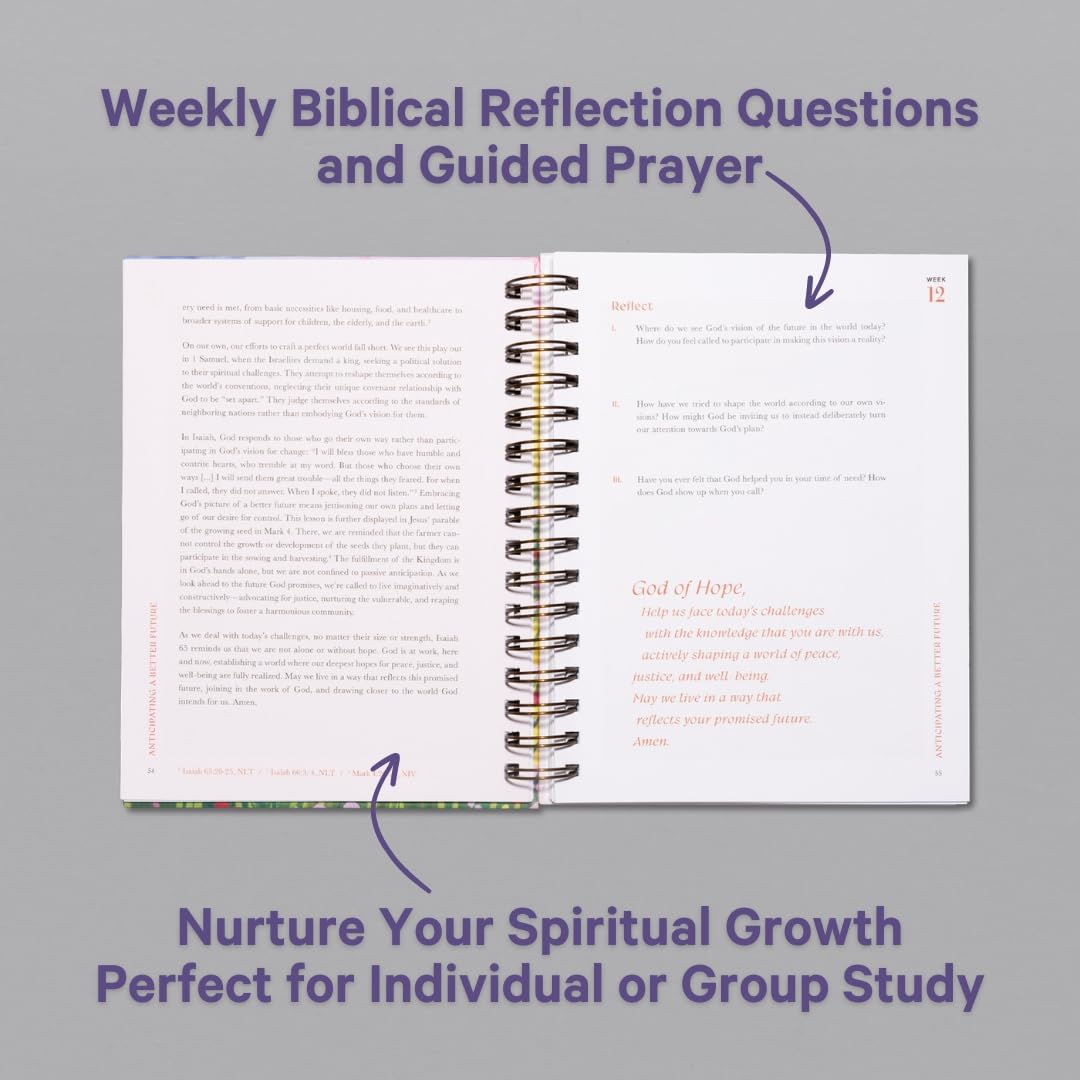 Weekly Biblical Reflection Questions
and Guided Prayer
ery need is met, from basic necessities like housing, food, and healthcare to
broader systems of support for children, the elderly, and the earth.²
On our own, our efforts to craft a perfect world fall short. We see this play out
in 1 Samuel, when the Israelites demand a king, seeking a political solution
to their spiritual challenges. They attempt to reshape themselves according to
the world's conventions, neglecting their unique covenant relationship with
God to be “set apart.” They judge themselves according to the standards of
neighboring nations rather than embodying God's vision for them.
In Isaiah, God responds to those who go their own way rather than partic-
ipating in God's vision for change: “I will bless those who have humble and
contrite hearts, who tremble at my word. But those who choose their own
ways [...] I will send them great trouble—all the things they feared. For when
I called, they did not answer. When I spoke, they did not listen.”³ Embracing
God's picture of a better future means jettisoning our own plans and letting
go of our desire for control. This lesson is further displayed in Jesus' parable
of the growing seed in Mark 4. There, we are reminded that the farmer can-
not control the growth or development of the seeds they plant, but they can
participate in the sowing and harvesting.⁴ The fulfillment of the Kingdom is
in God's hands alone, but we are not confined to passive anticipation. As we
look ahead to the future God promises, we're called to live imaginatively and
constructively—advocating for justice, nurturing the vulnerable, and reaping
the blessings to foster a harmonious community.
As we deal with today's challenges, no matter their size or strength, Isaiah
65 reminds us that we are not alone or without hope. God is at work, here
and now, establishing a world where our deepest hopes for peace, justice, and
well-being are fully realized. May we live in a way that reflects this promised
future, joining in the work of God, and drawing closer to the world God
intends for us. Amen.
ANTICIPATING A BETTER FUTURE
54
Isaiah 65:20-25, NLT / Isaiah 66:3, 4, NLT / Mark NIV
WEEK
12
Reflect
I. Where do we see God's vision of the future in the world today?
How do you feel called to participate in making this vision a reality?
II. How have we tried to shape the world according to our own vi-
sions? How might God be inviting us to instead deliberately turn
our attention towards God's plan?
III. Have you ever felt that God helped you in your time of need? How
does God show up when you call?
God of Hope,
Help us face today's challenges
with the knowledge that you are with us,
actively shaping a world of peace,
justice, and well-being.
May we live in a way that
reflects your promised future.
Amen.
ANTICIPATING A BETTER FUTURE
55
Nurture Your Spiritual Growth
Perfect for Individual or Group Study